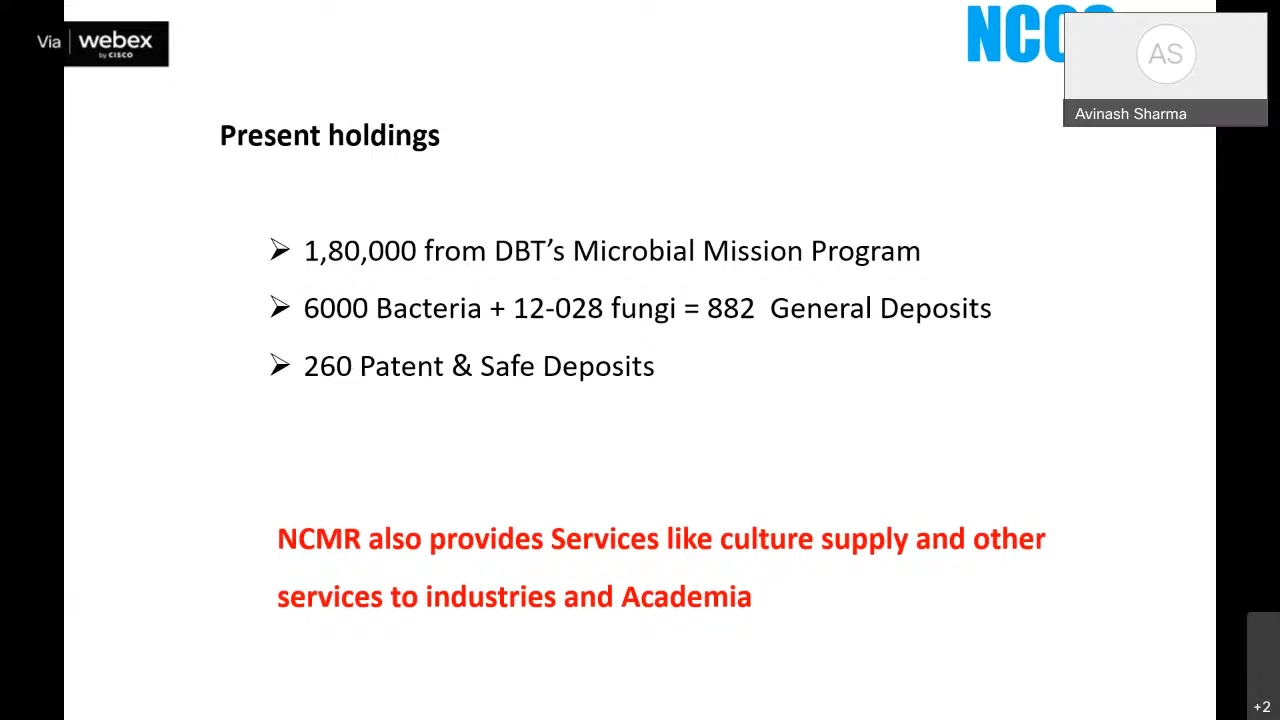 Via webex
by CISCO
AS
Avinash Sharma
Present holdings
➢ 1,80,000 from DBT’s Microbial Mission Program
➢ 6000 Bacteria + 12-028 fungi = 882 General Deposits
➢ 260 Patent & Safe Deposits
NCMR also provides Services like culture supply and other
services to industries and Academia
+2